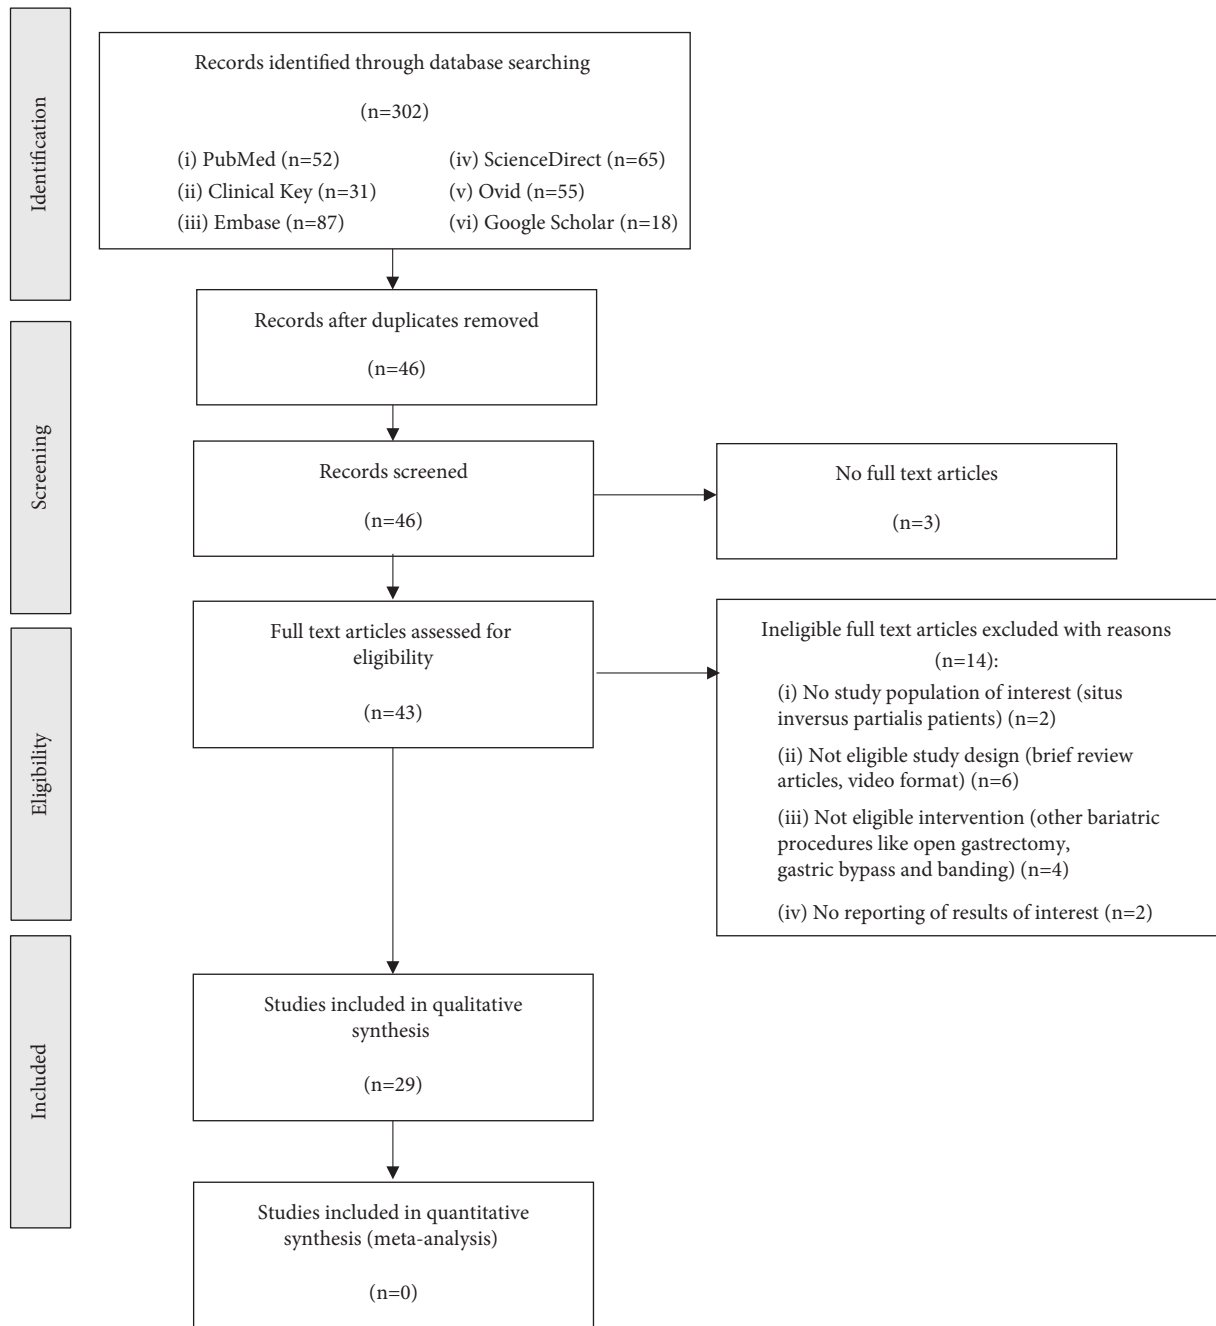 Identification
Records identified through database searching
(n=302)
(i) PubMed (n=52)
(ii) Clinical Key (n=31)
(iii) Embase (n=87)
(iv) ScienceDirect (n=65)
(v) Ovid (n=55)
(vi) Google Scholar (n=18)
Screening
Records after duplicates removed
(n=46)
Records screened
(n=46)
No full text articles
(n=3)
Eligibility
Full text articles assessed for
eligibility
(n=43)
Ineligible full text articles excluded with reasons
(n=14):
(i) No study population of interest (situs
inversus partialis patients) (n=2)
(ii) Not eligible study design (brief review
articles, video format) (n=6)
(iii) Not eligible intervention (other bariatric
procedures like open gastrectomy,
gastric bypass and banding) (n=4)
(iv) No reporting of results of interest (n=2)
Included
Studies included in qualitative
synthesis
(n=29)
Studies included in quantitative
synthesis (meta-analysis)
(n=0)